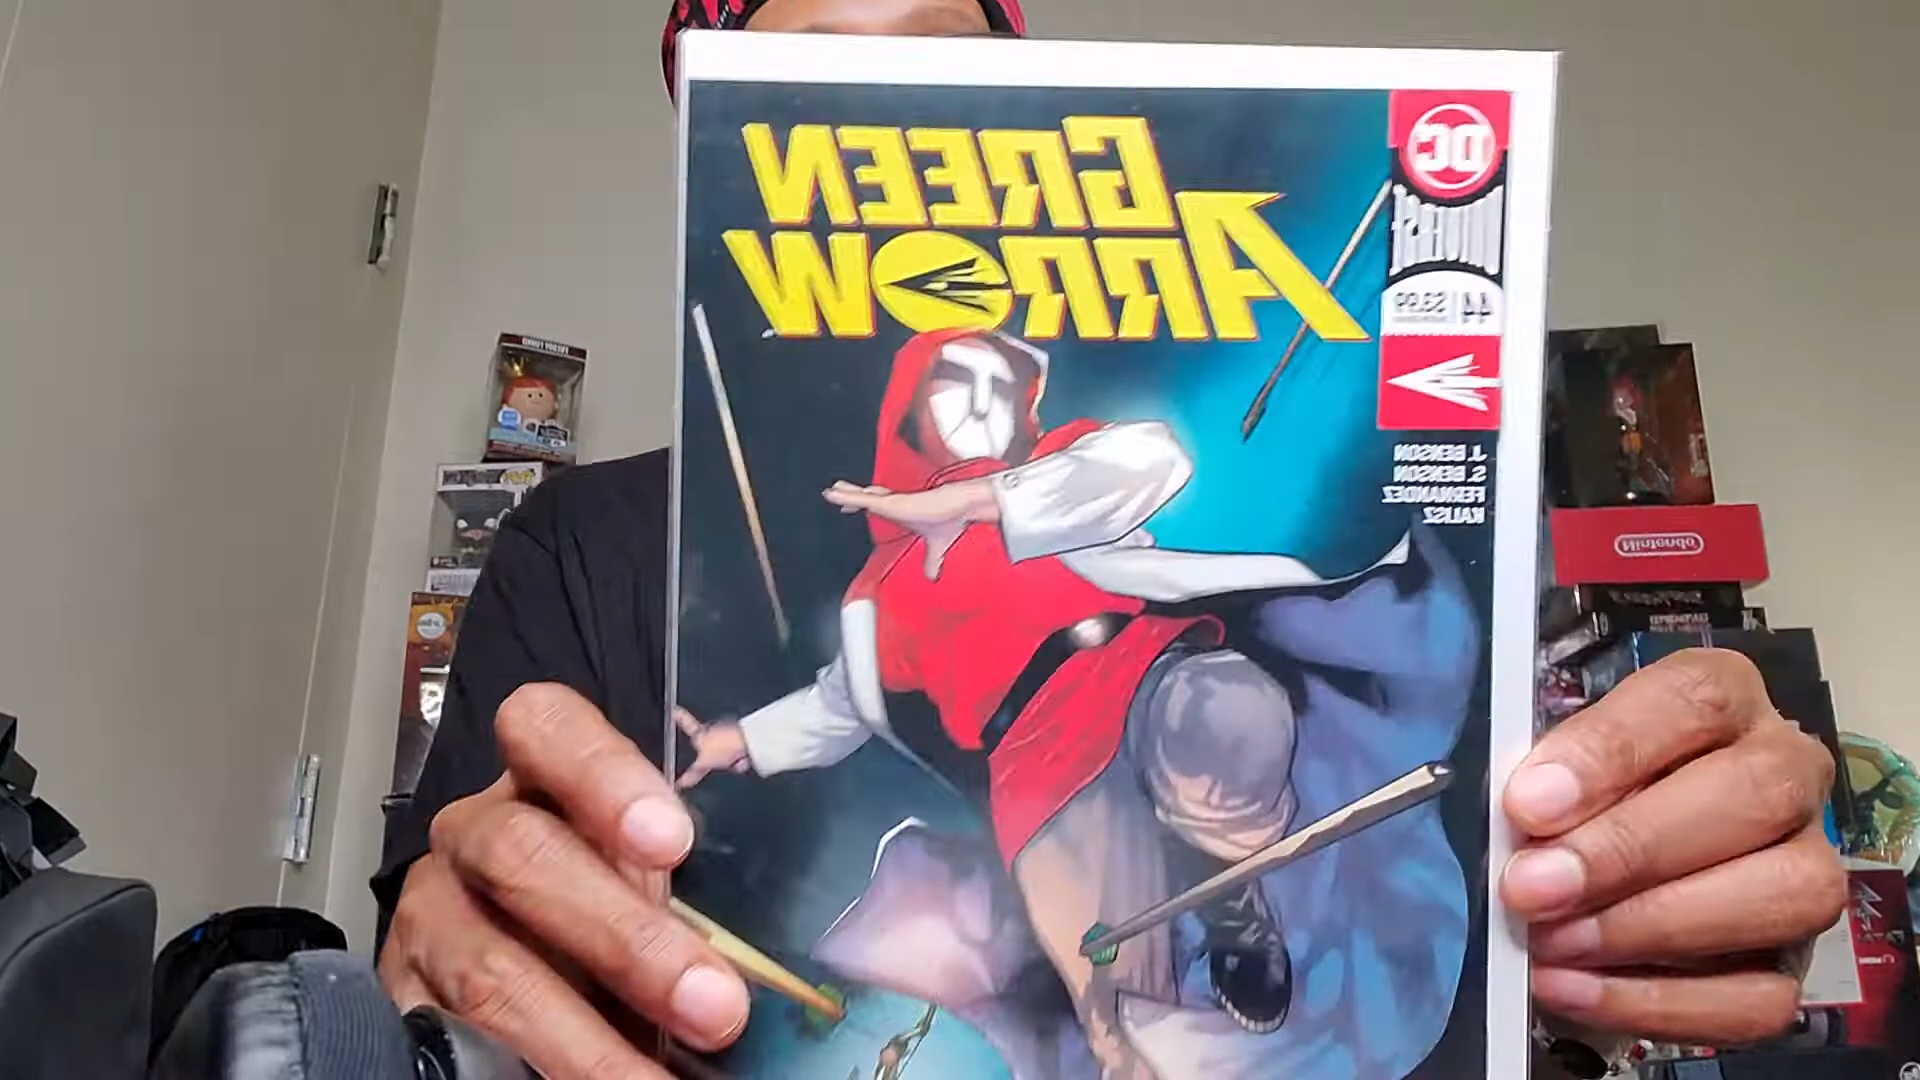 GREEN
ARROW
DC
UNIVERSE
44 $3.99
J. BENSON
S. BENSON
FERNANDEZ
KALISZ
Nintendo